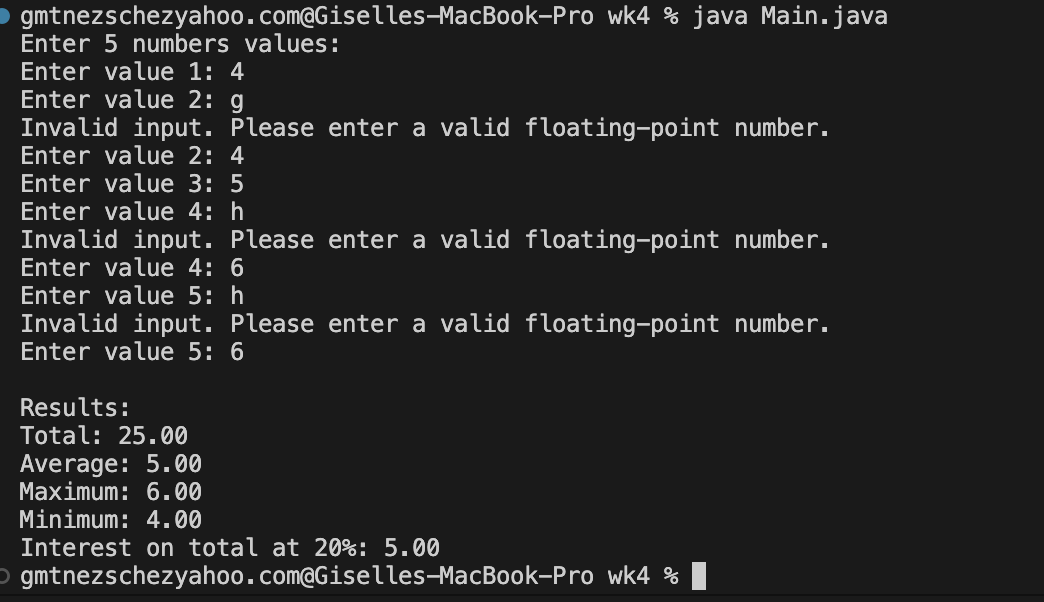 gmtnezschezyahoo.com@Giselles-MacBook-Pro wk4 % java Main.java
Enter 5 numbers values:
Enter value 1: 4
Enter value 2: g
Invalid input. Please enter a valid floating-point number.
Enter value 2: 4
Enter value 3: 5
Enter value 4: h
Invalid input. Please enter a valid floating-point number.
Enter value 4: 6
Enter value 5: h
Invalid input. Please enter a valid floating-point number.
Enter value 5: 6

Results:
Total: 25.00
Average: 5.00
Maximum: 6.00
Minimum: 4.00
Interest on total at 20%: 5.00
gmtnezschezyahoo.com@Giselles-MacBook-Pro wk4 %